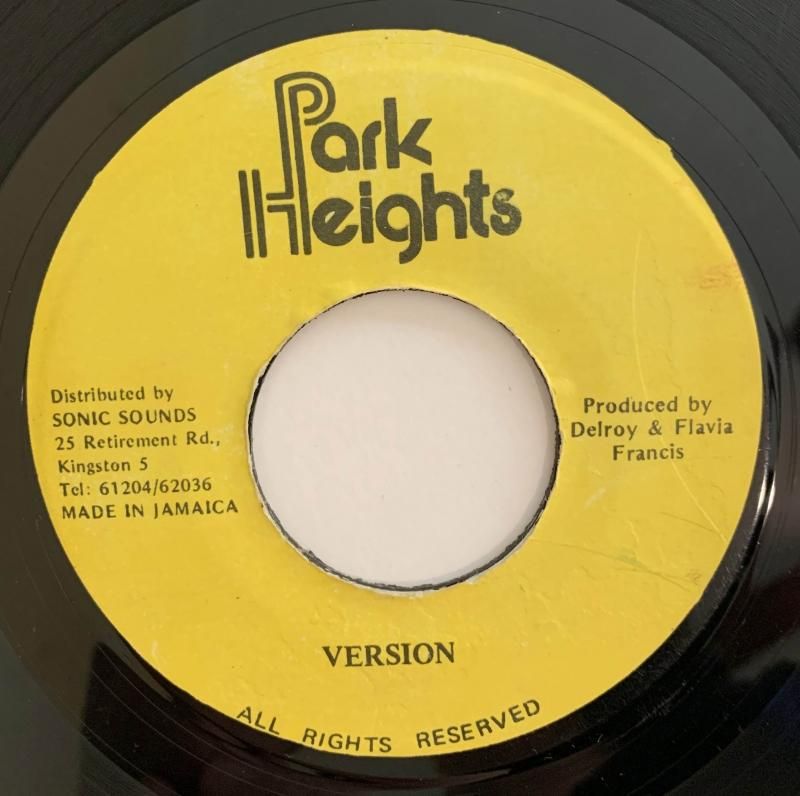 Park
Heights
Distributed by
SONIC SOUNDS
25 Retirement Rd.,
Kingston 5
Tel: 61204/62036
MADE IN JAMAICA
Produced by
Delroy & Flavia
Francis
VERSION
ALL RIGHTS RESERVED